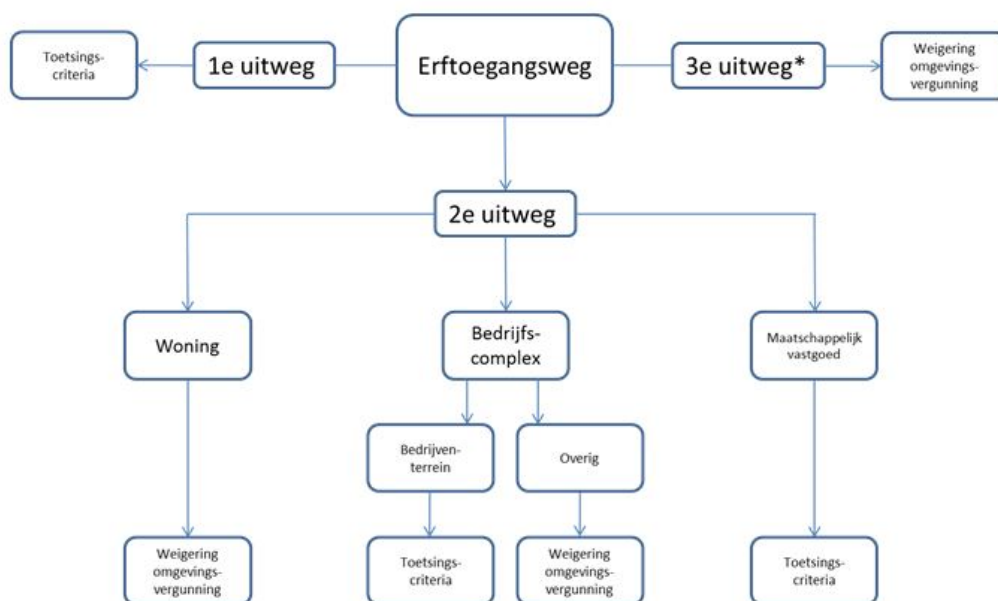 Toetsings-
criteria
1e uitweg
Erftoegangsweg
3e uitweg*
Weigering
omgevings-
vergunning
2e uitweg
Woning
Bedrijfs-
complex
Maatschappelijk
vastgoed
Bedrijven-
terrein
Overig
Weigering
omgevings-
vergunning
Toetsings-
criteria
Weigering
omgevings-
vergunning
Toetsings-
criteria